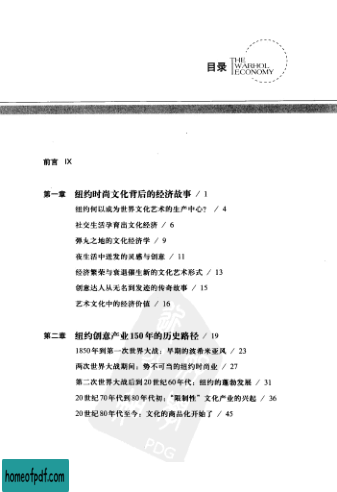 目录
THE
WARHOL
ECONOMY
前言 IX
第一章 纽约时尚文化背后的经济故事 / 1
纽约何以成为世界文化艺术的生产中心？ / 4
社交生活孕育出文化经济 / 6
弹丸之地的文化经济学 / 9
夜生活中迸发的灵感与创意 / 11
经济繁荣与衰退催生新的文化艺术形式 / 13
创意达人从无名到发迹的传奇故事 / 15
艺术文化中的经济价值 / 16
第二章 纽约创意产业150年的历史路径 / 19
1850年到第一次世界大战：早期的波希米亚风 / 23
两次世界大战期间：势不可当的纽约时尚业 / 27
第二次世界大战后到20世纪60年代：纽约的蓬勃发展 / 31
20世纪70年代到80年代初：“限制性”文化产业的兴起 / 36
20世纪80年代至今：文化的商品化开始了 / 45
PDG
homeofpdf.com